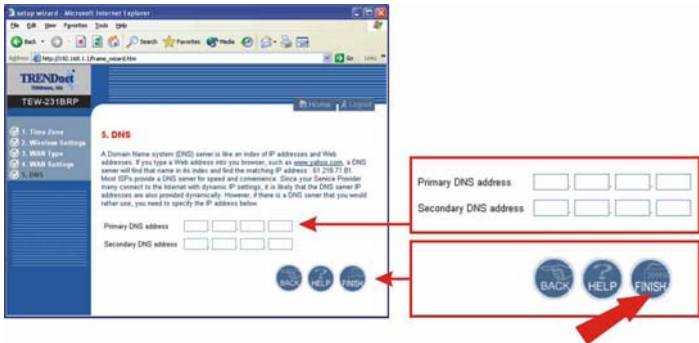 setup wizard - Microsoft Internet Explorer
File Edit View Favorites Tools Help
Back Search Favorites Media
Address http://192.168.1.1/frame_wizard.htm Go Links
TRENDnet
TRENDware, USA
TEW-231BRP
Home Logout
1. Time Zone
2. Wireless Settings
3. WAN Type
4. WAN Settings
5. DNS
5. DNS
A Domain Name system (DNS) server is like an index of IP addresses and Web
addresses. If you type a Web address into you browser, such as www.yahoo.com, a DNS
server will find that name in its index and find the matching IP address : 61.218.71.81.
Most ISPs provide a DNS server for speed and convenience. Since your Service Provider
many connect to the Internet with dynamic IP settings, it is likely that the DNS server IP
addresses are also provided dynamically. However, if there is a DNS server that you would
rather use, you need to specify the IP address below.
Primary DNS address
Secondary DNS address
BACK HELP FINISH
Primary DNS address
Secondary DNS address
BACK HELP FINISH